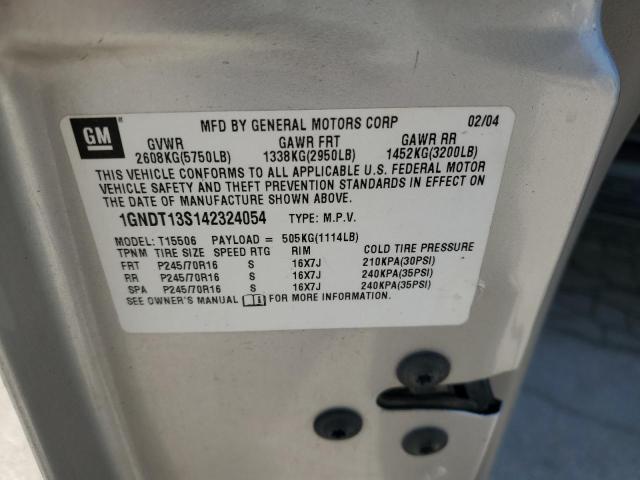 GM
MFD BY GENERAL MOTORS CORP 02/04
GVWR GAWR FRT GAWR RR
2608KG(5750LB) 1338KG(2950LB) 1452KG(3200LB)
THIS VEHICLE CONFORMS TO ALL APPLICABLE U.S. FEDERAL MOTOR
VEHICLE SAFETY AND THEFT PREVENTION STANDARDS IN EFFECT ON
THE DATE OF MANUFACTURE SHOWN ABOVE.
1GNDT13S142324054 TYPE: M.P.V.
MODEL: T15506 PAYLOAD = 505KG(1114LB)
TPNM TIRE SIZE SPEED RTG RIM COLD TIRE PRESSURE
FRT P245/70R16 S 16X7J 210KPA(30PSI)
RR P245/70R16 S 16X7J 240KPA(35PSI)
SPA P245/70R16 S 16X7J 240KPA(35PSI)
SEE OWNER'S MANUAL FOR MORE INFORMATION.